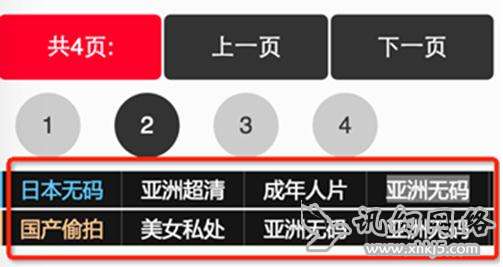 共4页: 上一页 下一页
1 2 3 4
日本无码 亚洲超清 成年人片 亚洲无码
国产偷拍 美女私处 亚洲无码 亚洲无码
讯幻网络
www.xhkj5.com